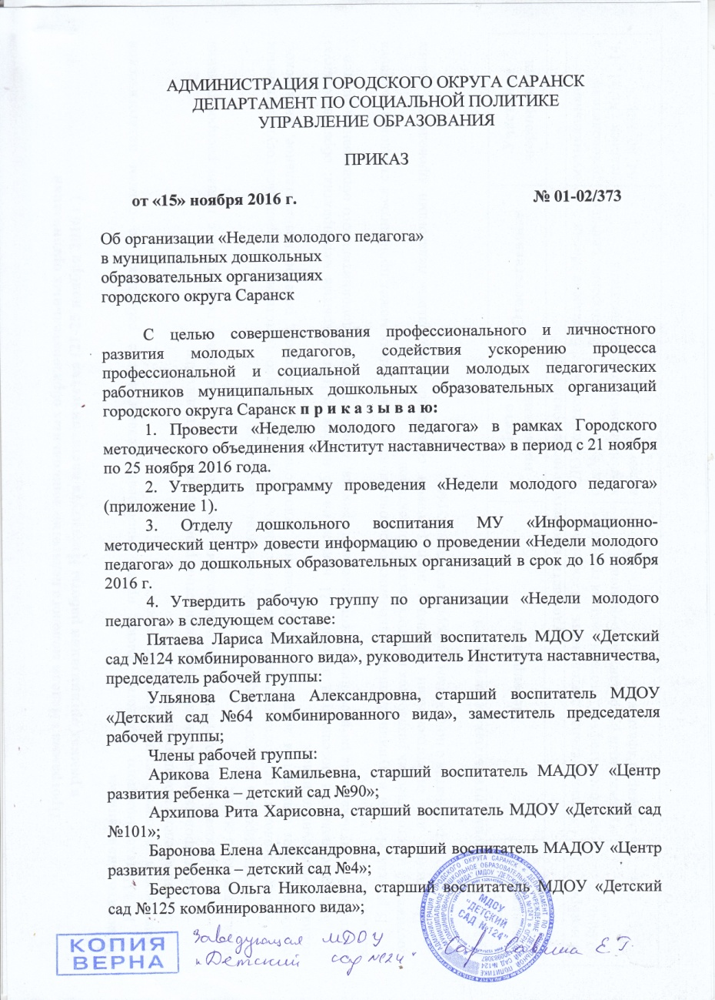 АДМИНИСТРАЦИЯ ГОРОДСКОГО ОКРУГА САРАНСК
ДЕПАРТАМЕНТ ПО СОЦИАЛЬНОЙ ПОЛИТИКЕ
УПРАВЛЕНИЕ ОБРАЗОВАНИЯ
ПРИКАЗ
от «15» ноября 2016 г. № 01-02/373
Об организации «Недели молодого педагога»
в муниципальных дошкольных
образовательных организациях
городского округа Саранск
С целью совершенствования профессионального и личностного
развития молодых педагогов, содействия ускорению процесса
профессиональной и социальной адаптации молодых педагогических
работников муниципальных дошкольных образовательных организаций
городского округа Саранск п р и к а з ы в а ю:
1. Провести «Неделю молодого педагога» в рамках Городского
методического объединения «Институт наставничества» в период с 21 ноября
по 25 ноября 2016 года.
2. Утвердить программу проведения «Недели молодого педагога»
(приложение 1).
3. Отделу дошкольного воспитания МУ «Информационно-
методический центр» довести информацию о проведении «Недели молодого
педагога» до дошкольных образовательных организаций в срок до 16 ноября
2016 г.
4. Утвердить рабочую группу по организации «Недели молодого
педагога» в следующем составе:
Пятаева Лариса Михайловна, старший воспитатель МДОУ «Детский
сад №124 комбинированного вида», руководитель Института наставничества,
председатель рабочей группы:
Ульянова Светлана Александровна, старший воспитатель МДОУ
«Детский сад №64 комбинированного вида», заместитель председателя
рабочей группы;
Члены рабочей группы:
Арикова Елена Камильевна, старший воспитатель МАДОУ «Центр
развития ребенка – детский сад №90»;
Архипова Рита Харисовна, старший воспитатель МДОУ «Детский сад
№101»;
Баронова Елена Александровна, старший воспитатель МАДОУ «Центр
развития ребенка – детский сад №4»;
Берестова Ольга Николаевна, старший воспитатель МДОУ «Детский
сад №125 комбинированного вида»;
КОПИЯ
ВЕРНА
Заведующая МДОУ
"Детский сад №124"
МДОУ
"ДЕТСКИЙ
САД №124"
Е.Г.